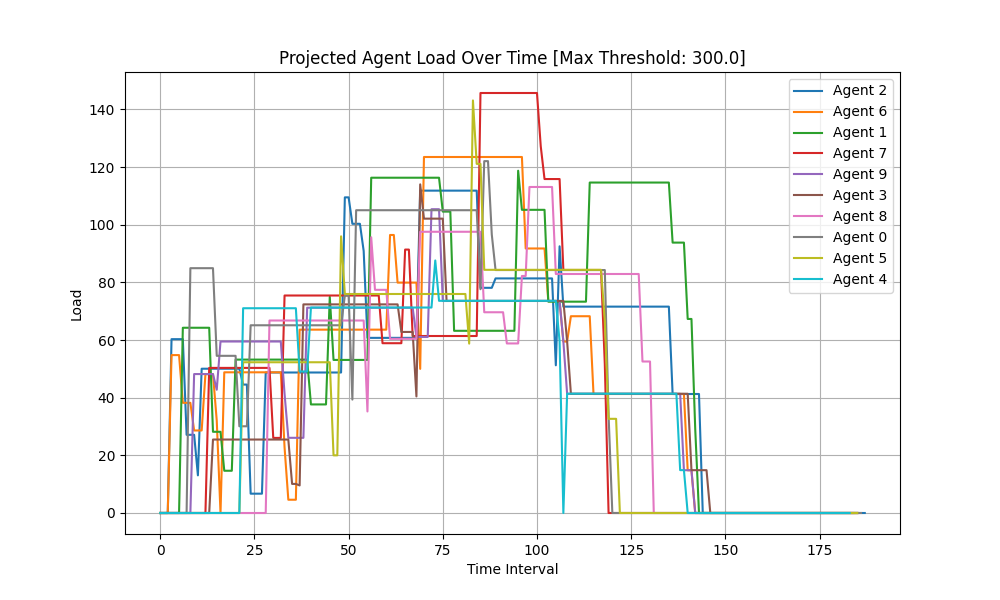 Projected Agent Load Over Time [Max Threshold: 300.0]
Load
140
120
100
80
60
40
20
0
0 25 50 75 100 125 150 175
Time Interval
Agent 2
Agent 6
Agent 1
Agent 7
Agent 9
Agent 3
Agent 8
Agent 0
Agent 5
Agent 4